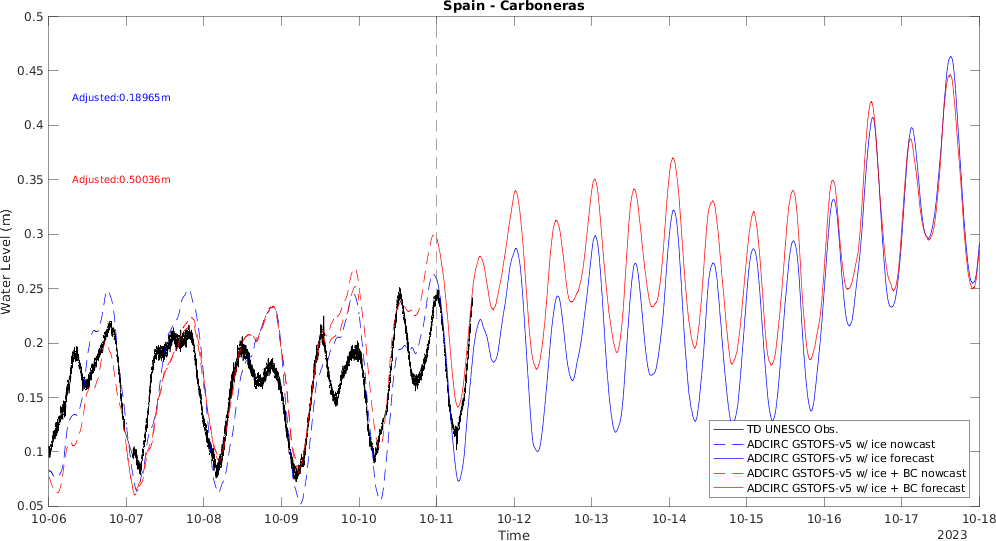 Spain - Carboneras
Water Level (m)
0.5
0.45
0.4
0.35
0.3
0.25
0.2
0.15
0.1
0.05
Adjusted:0.18965m
Adjusted:0.50036m
TD UNESCO Obs.
ADCIRC GSTOFS-v5 w/ ice nowcast
ADCIRC GSTOFS-v5 w/ ice forecast
ADCIRC GSTOFS-v5 w/ ice + BC nowcast
ADCIRC GSTOFS-v5 w/ ice + BC forecast
10-06 10-07 10-08 10-09 10-10 10-11 10-12 10-13 10-14 10-15 10-16 10-17 10-18
Time
2023